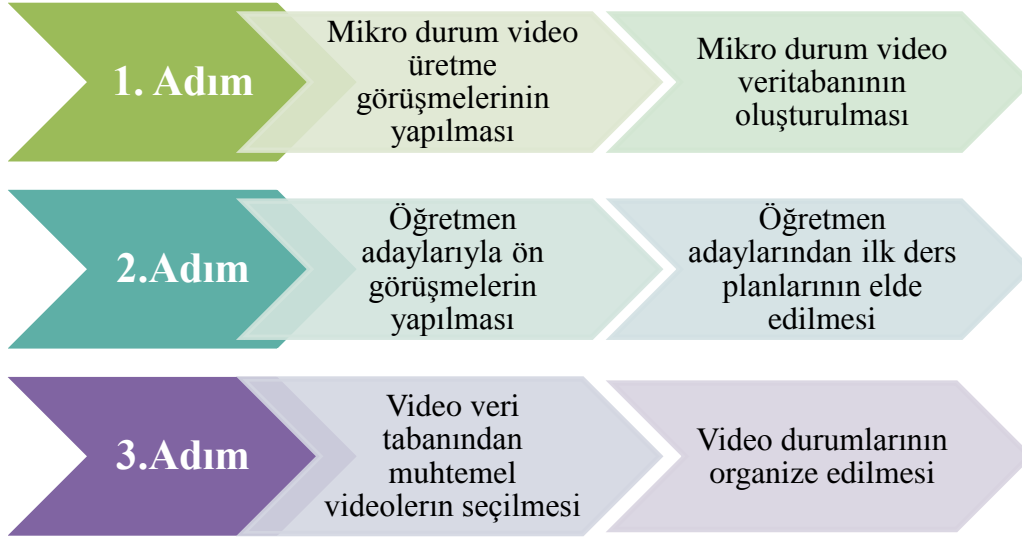 1. Adım
Mikro durum video
üretme
görüşmelerinin
yapılması
Mikro durum video
veritabanının
oluşturulması
2.Adım
Öğretmen
adaylarıyla ön
görüşmelerin
yapılması
Öğretmen
adaylarından ilk ders
planlarının elde
edilmesi
3.Adım
Video veri
tabanından
muhtemel
videolerın seçilmesi
Video durumlarının
organize edilmesi